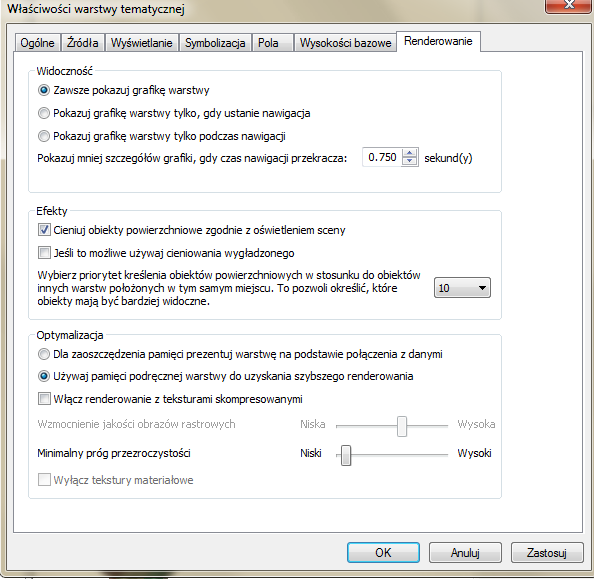 Właściwości warstwy tematycznej
Ogólne Źródła Wyświetlanie Symbolizacja Pola Wysokości bazowe Renderowanie
Widoczność
Zawsze pokazuj grafikę warstwy
Pokazuj grafikę warstwy tylko, gdy ustanie nawigacja
Pokazuj grafikę warstwy tylko podczas nawigacji
Pokazuj mniej szczegółów grafiki, gdy czas nawigacji przekracza: 0.750 sekund(y)
Efekty
Cieniuj obiekty powierzchniowe zgodnie z oświetleniem sceny
Jeśli to możliwe używaj cieniowania wygładzonego
Wybierz priorytet kreślenia obiektów powierzchniowych w stosunku do obiektów
innych warstw położonych w tym samym miejscu. To pozwoli określić, które
obiekty mają być bardziej widoczne.
10
Optymalizacja
Dla zaoszczędzenia pamięci prezentuj warstwę na podstawie połączenia z danymi
Używaj pamięci podręcznej warstwy do uzyskania szybszego renderowania
Włącz renderowanie z teksturami skompresowanymi
Wzmocnienie jakości obrazów rastrowych Niska Wysoka
Minimalny próg przezroczystości Niski Wysoki
Wyłącz tekstury materiałowe
OK Anuluj Zastosuj